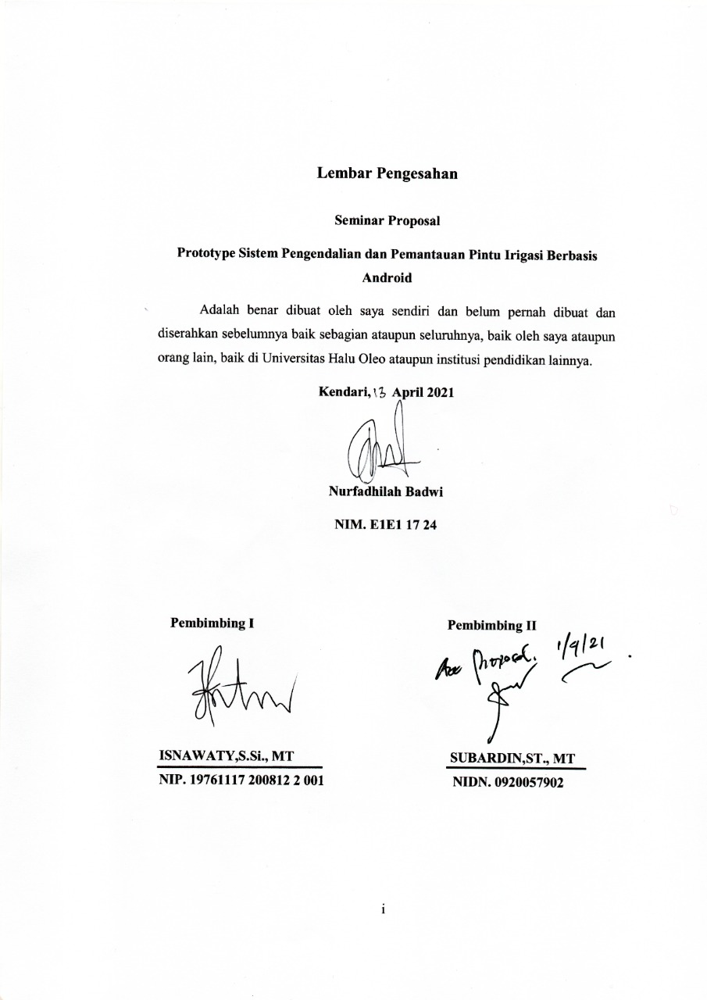 Lembar Pengesahan
Seminar Proposal
Prototype Sistem Pengendalian dan Pemantauan Pintu Irigasi Berbasis
Android
Adalah benar dibuat oleh saya sendiri dan belum pernah dibuat dan
diserahkan sebelumnya baik sebagian ataupun seluruhnya, baik oleh saya ataupun
orang lain, baik di Universitas Halu Oleo ataupun institusi pendidikan lainnya.
Kendari, 13 April 2021
Nurfadhilah Badwi
NIM. E1E1 17 24
Pembimbing I
Pembimbing II
Acc Proposal. 1/9/21
ISNAWATY,S.Si., MT
SUBARDIN,ST., MT
NIP. 19761117 200812 2 001
NIDN. 0920057902
i